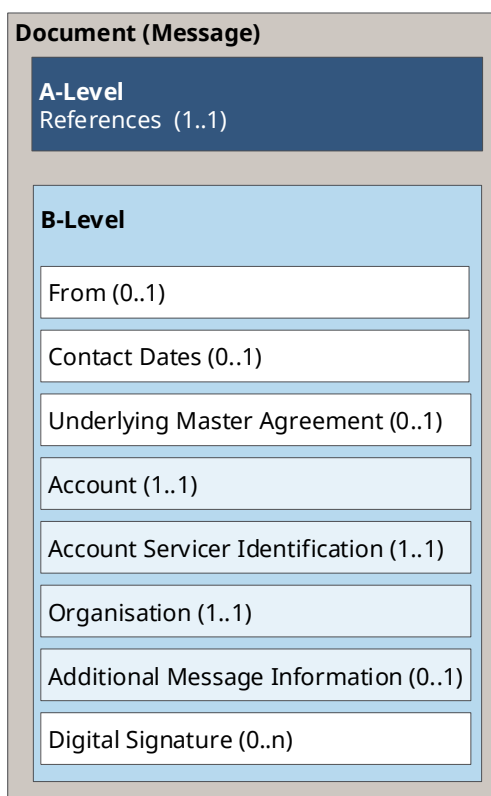 Document (Message)
A-Level
References (1..1)
B-Level
From (0..1)
Contact Dates (0..1)
Underlying Master Agreement (0..1)
Account (1..1)
Account Servicer Identification (1..1)
Organisation (1..1)
Additional Message Information (0..1)
Digital Signature (0..n)